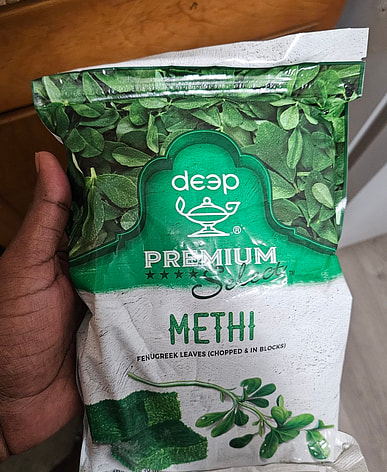 deep
®
PREMIUM
Select
METHI
FENUGREEK LEAVES (CHOPPED & IN BLOCKS)